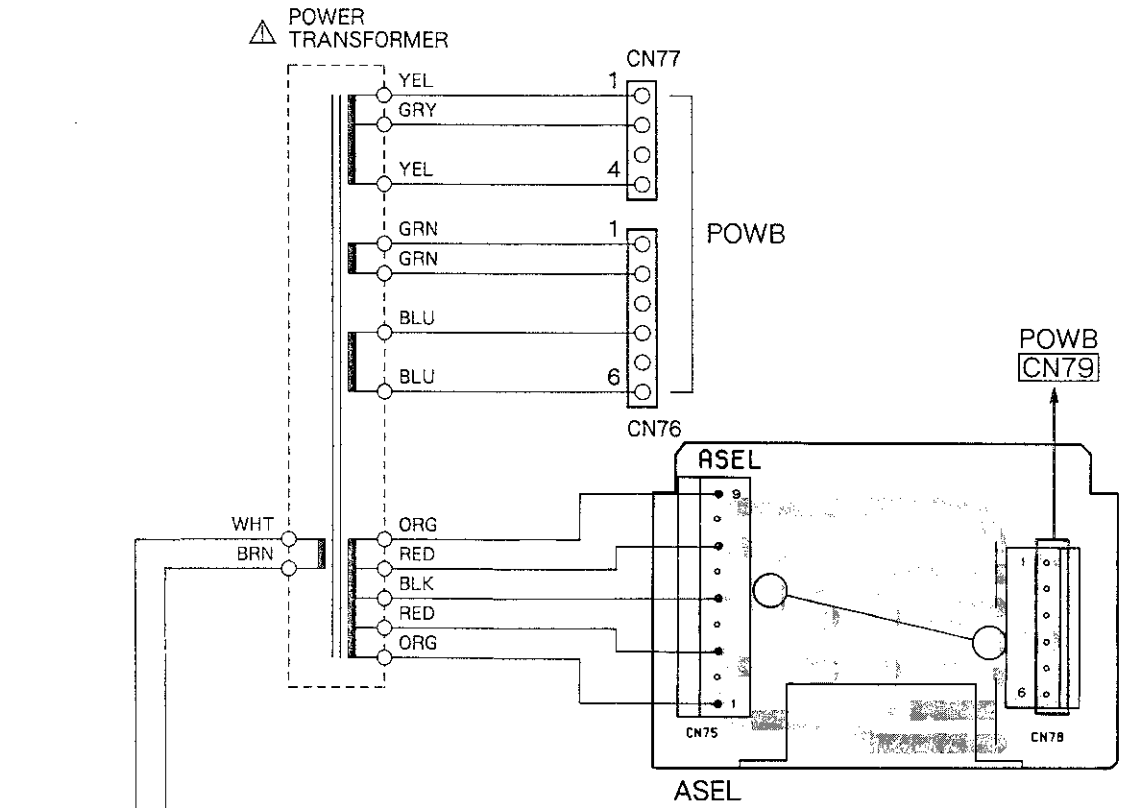 POWER
TRANSFORMER
CN77
YEL
1
GRY
YEL
4
GRN
1
GRN
POWB
BLU
BLU
6
CN76
POWB
CN79
ASEL
9
WHT
ORG
BRN
RED
BLK
RED
ORG
1
1
6
CN75
CN78
ASEL